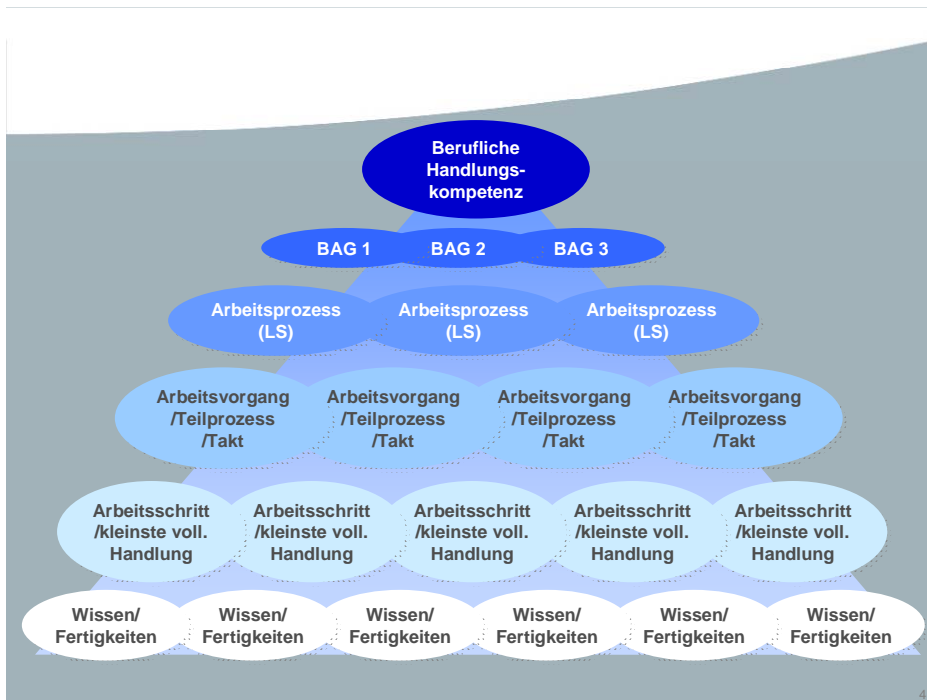 Berufliche
Handlungs-
kompetenz
BAG 1 BAG 2 BAG 3
Arbeitsprozess Arbeitsprozess Arbeitsprozess
(LS) (LS) (LS)
Arbeitsvorgang Arbeitsvorgang Arbeitsvorgang Arbeitsvorgang
/Teilprozess /Teilprozess /Teilprozess /Teilprozess
/Takt /Takt /Takt /Takt
Arbeitsschritt Arbeitsschritt Arbeitsschritt Arbeitsschritt Arbeitsschritt
/kleinste voll. /kleinste voll. /kleinste voll. /kleinste voll. /kleinste voll.
Handlung Handlung Handlung Handlung Handlung
Wissen/ Wissen/ Wissen/ Wissen/ Wissen/ Wissen/
Fertigkeiten Fertigkeiten Fertigkeiten Fertigkeiten Fertigkeiten Fertigkeiten
4